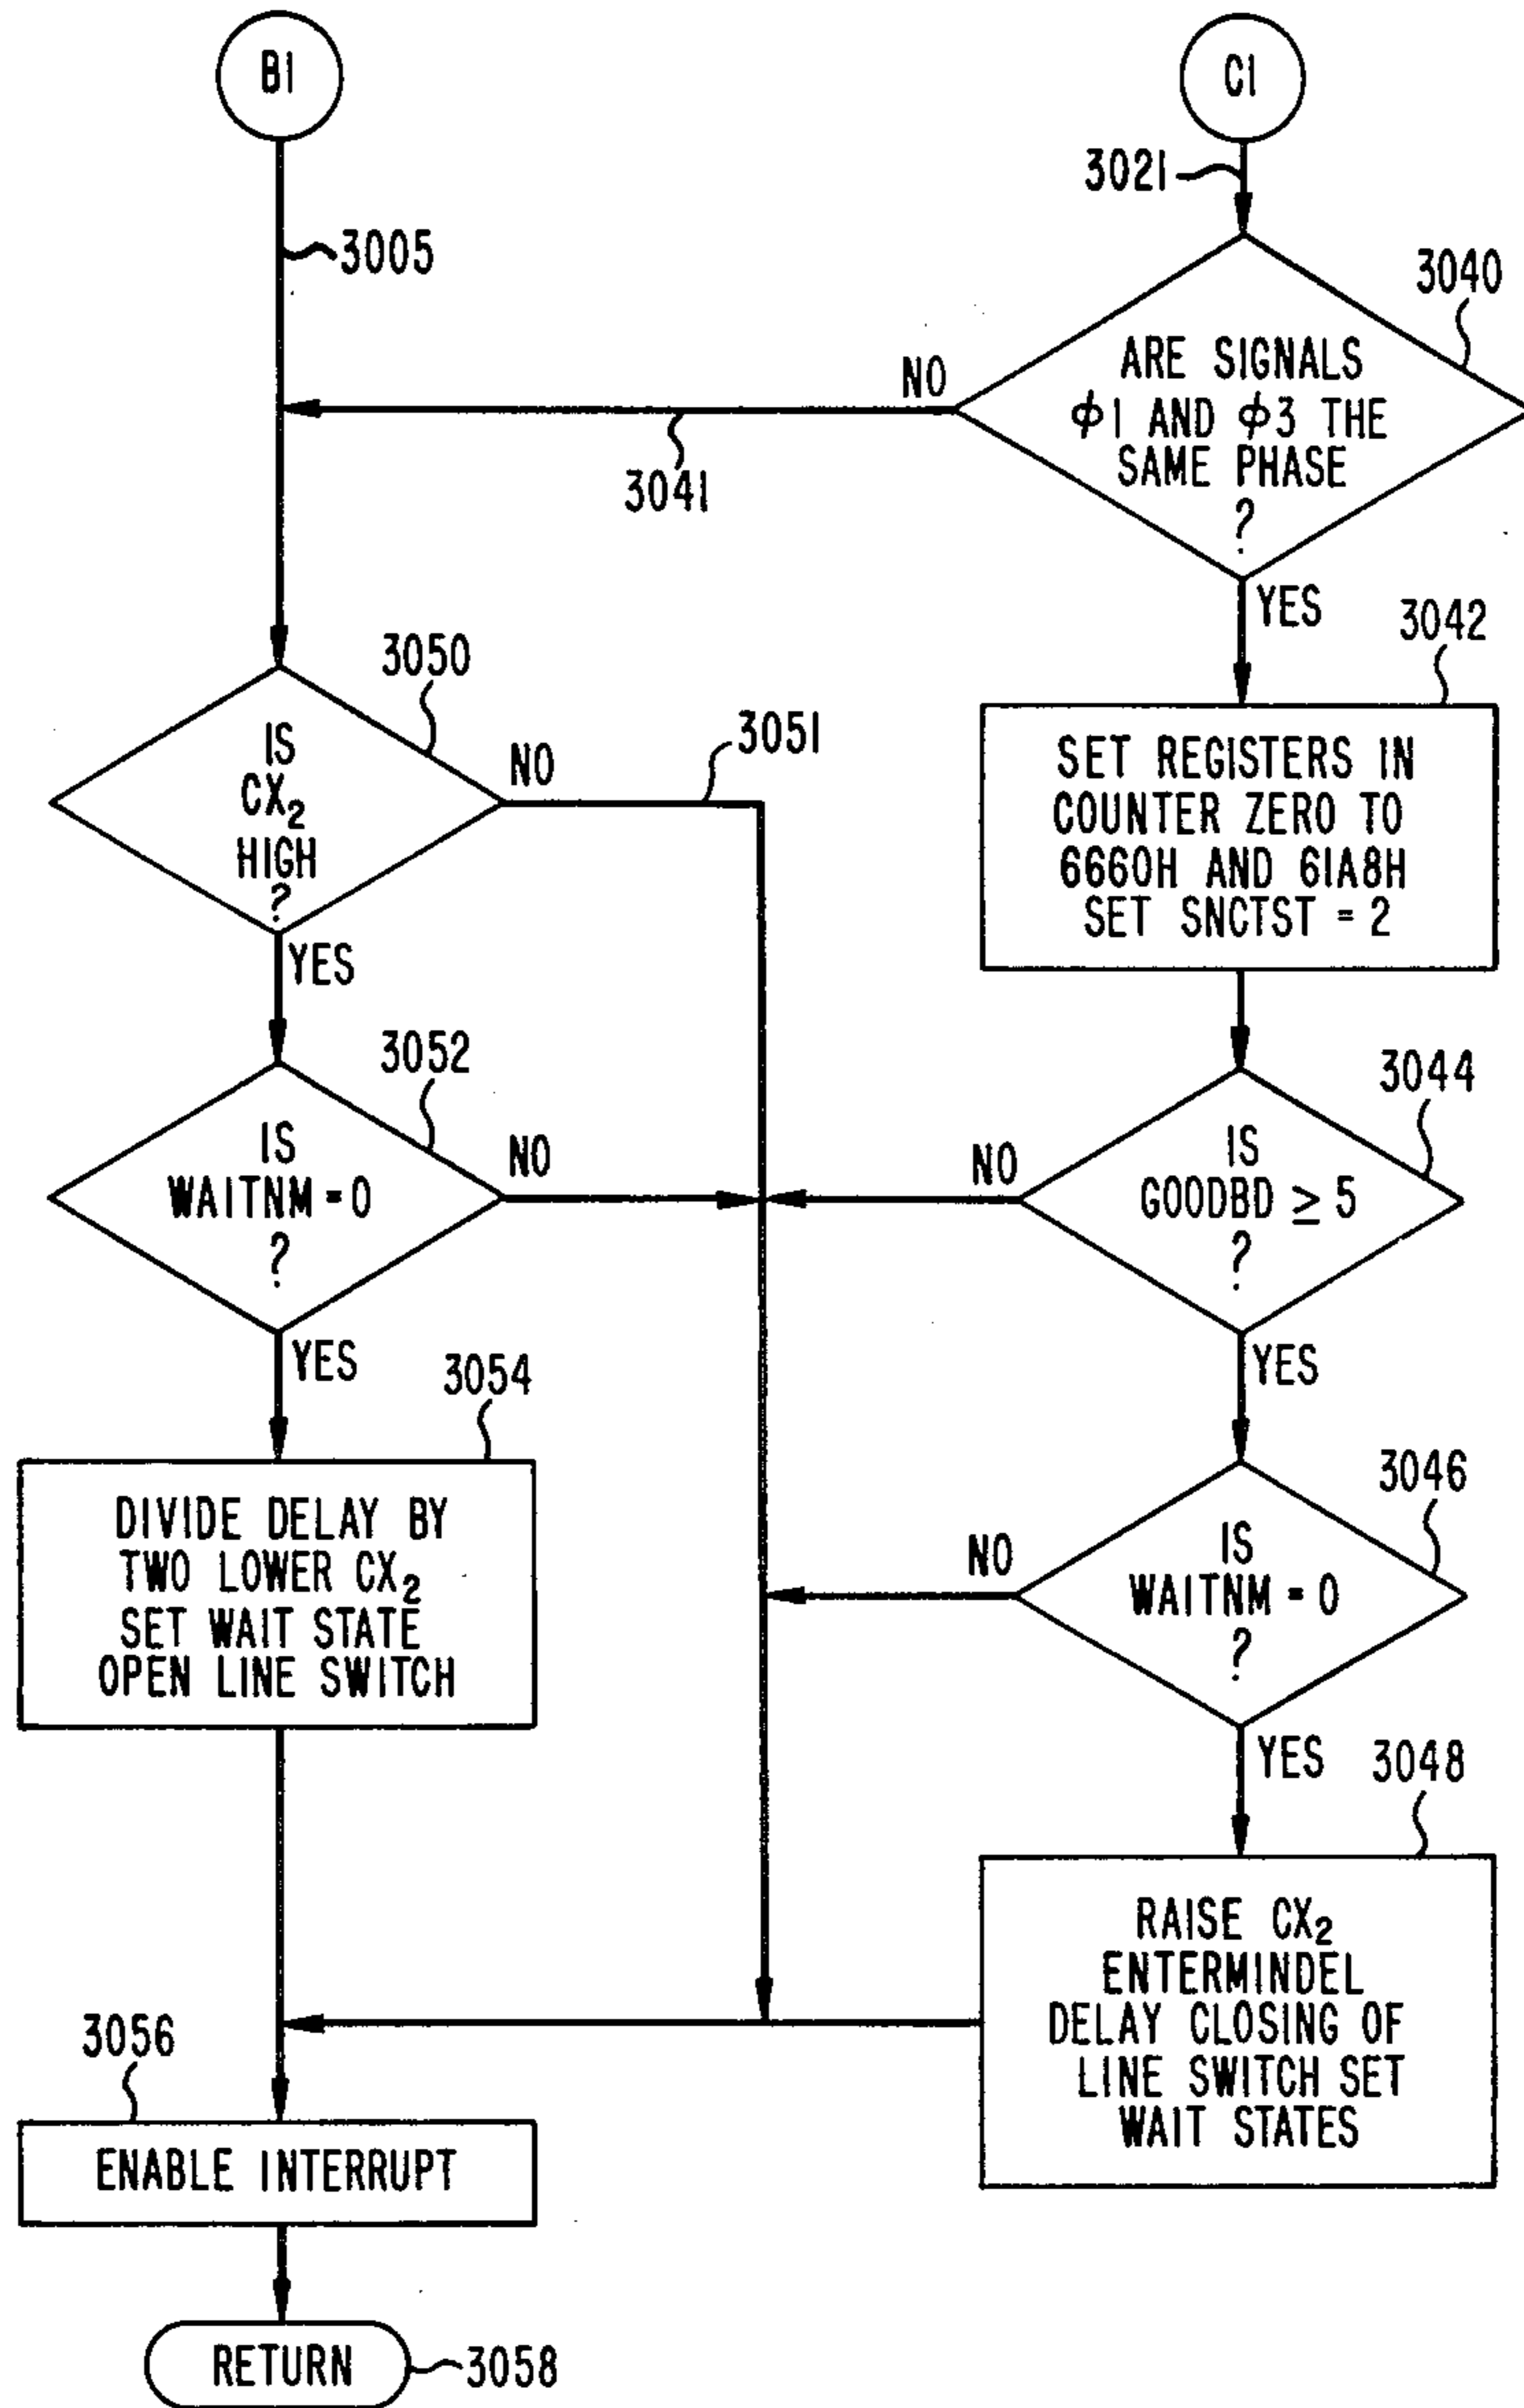 B1
C1
3021
3005
3040
ARE SIGNALS
ϕ1 AND ϕ3 THE
SAME PHASE
?
NO
3041
YES
3042
SET REGISTERS IN
COUNTER ZERO TO
6660H AND 61A8H
SET SNCTST = 2
3050
IS
CX₂
HIGH
?
NO
3051
YES
3052
IS
WAITNM = 0
?
NO
YES
3044
IS
GOODBD ≥ 5
?
NO
YES
3054
DIVIDE DELAY BY
TWO LOWER CX₂
SET WAIT STATE
OPEN LINE SWITCH
3046
IS
WAITNM = 0
?
NO
YES
3048
RAISE CX₂
ENTERMINDEL
DELAY CLOSING OF
LINE SWITCH SET
WAIT STATES
3056
ENABLE INTERRUPT
RETURN
3058